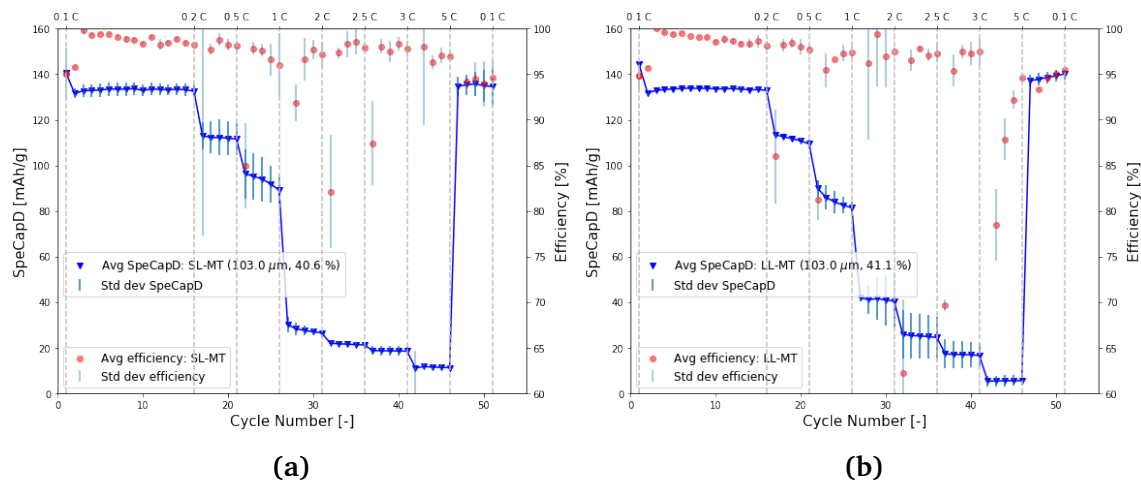 0.1 C 0.2 C 0.5 C 1 C 2 C 2.5 C 3 C 5 C 0.1 C
160 140 120 100 80 60 40 20 0
SpeCapD [mAh/g]
100 95 90 85 80 75 70 65 60
Efficiency [%]
Avg SpeCapD: SL-MT (103.0 μm, 40.6 %)
Std dev SpeCapD
Avg efficiency: SL-MT
Std dev efficiency
0 10 20 30 40 50
Cycle Number [-]
(a)
0.1 C 0.2 C 0.5 C 1 C 2 C 2.5 C 3 C 5 C 0.1 C
160 140 120 100 80 60 40 20 0
SpeCapD [mAh/g]
100 95 90 85 80 75 70 65 60
Efficiency [%]
Avg SpeCapD: LL-MT (103.0 μm, 41.1 %)
Std dev SpeCapD
Avg efficiency: LL-MT
Std dev efficiency
0 10 20 30 40 50
Cycle Number [-]
(b)